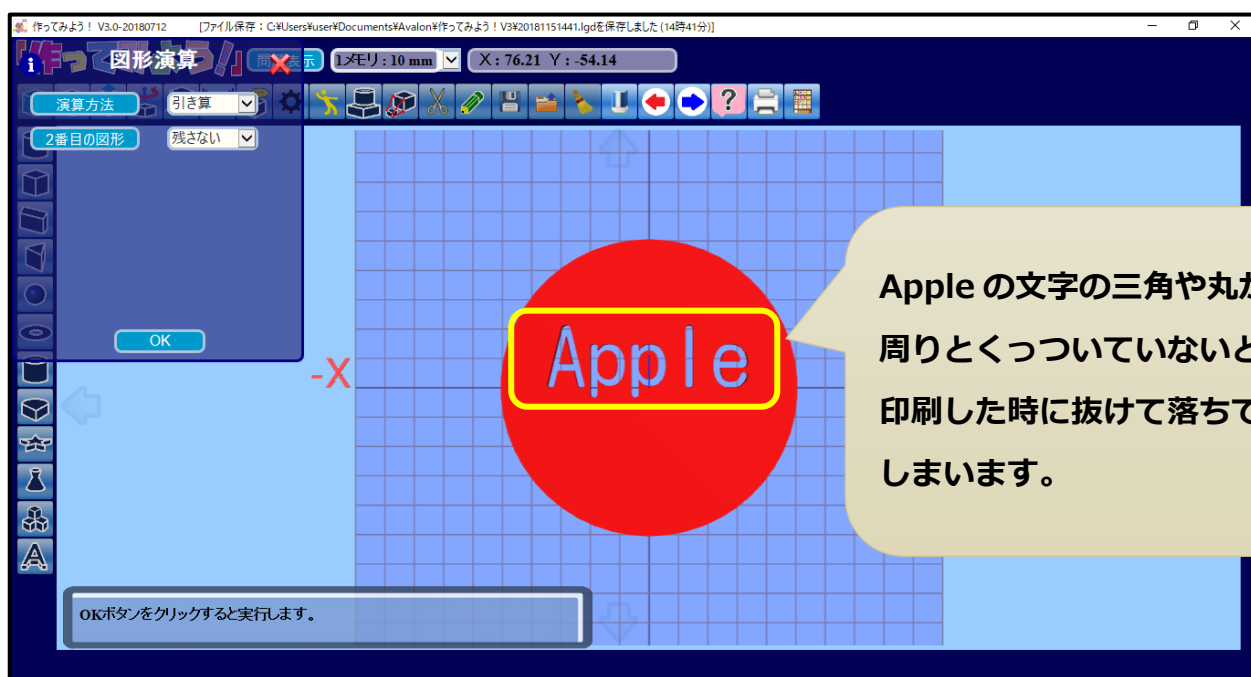 作ってみよう! V3.0-20180712 [ファイル保存:C:¥Users¥user¥Documents¥Avalon¥作ってみよう!V3¥20181151441.lgdを保存しました(14時41分)]
図形演算
表示
1メモリ:10 mm
X:76.21 Y:-54.14
演算方法 引き算
2番目の図形 残さない
OK
-X
Apple
Apple の文字の三角や丸が
周りとくっついていないと
印刷した時に抜けて落ちて
しまいます。
OKボタンをクリックすると実行します。